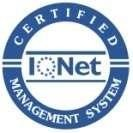 CERTIFIED
IQNet
MANAGEMENT SYSTEM